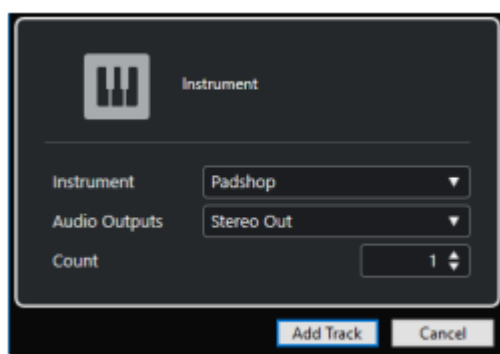 Instrument
Instrument Padshop
Audio Outputs Stereo Out
Count 1
Add Track Cancel